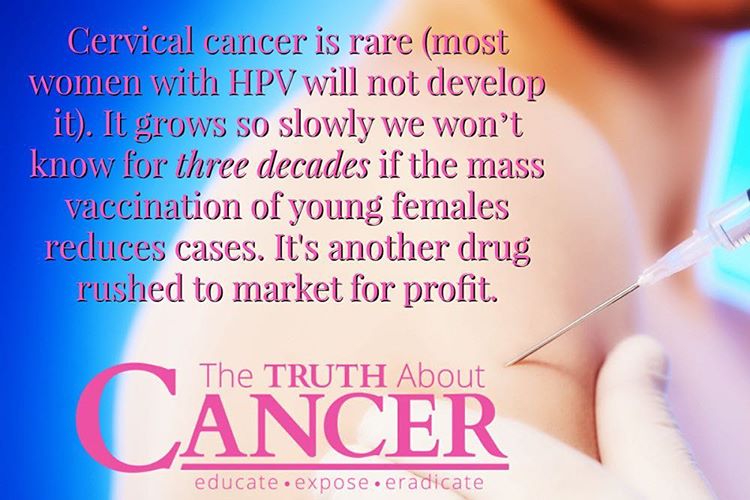 Cervical cancer is rare (most
women with HPV will not develop
it). It grows so slowly we won't
know for three decades if the mass
vaccination of young females
reduces cases. It's another drug
rushed to market for profit.
The TRUTH About
CANCER
educate • expose • eradicate